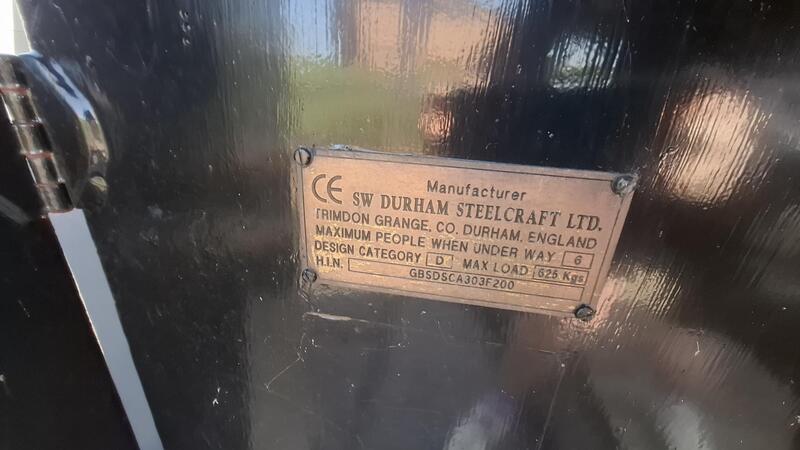 CE Manufacturer
SW DURHAM STEELCRAFT LTD.
TRIMDON GRANGE, CO. DURHAM, ENGLAND
MAXIMUM PEOPLE WHEN UNDER WAY 6
DESIGN CATEGORY D MAX LOAD 625 Kgs
H.I.N. GBSDSCA303F200